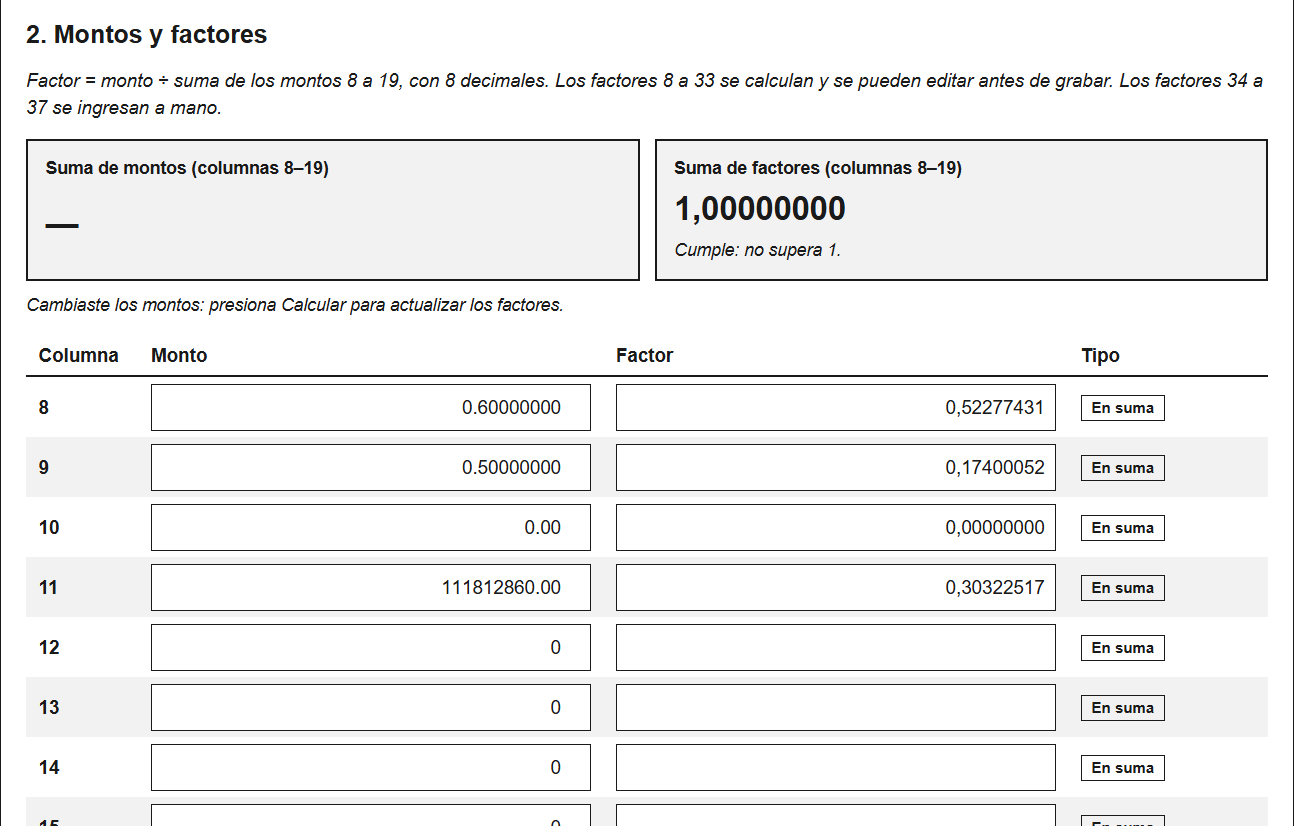 2. Montos y factores
Factor = monto ÷ suma de los montos 8 a 19, con 8 decimales. Los factores 8 a 33 se calculan y se pueden editar antes de grabar. Los factores 34 a
37 se ingresan a mano.
Suma de montos (columnas 8–19)
—
Suma de factores (columnas 8–19)
1,00000000
Cumple: no supera 1.
Cambiaste los montos: presiona Calcular para actualizar los factores.
Columna Monto Factor Tipo
8 0.60000000 0,52277431 En suma
9 0.50000000 0,17400052 En suma
10 0.00 0,00000000 En suma
11 111812860.00 0,30322517 En suma
12 0 En suma
13 0 En suma
14 0 En suma
15 0 En suma